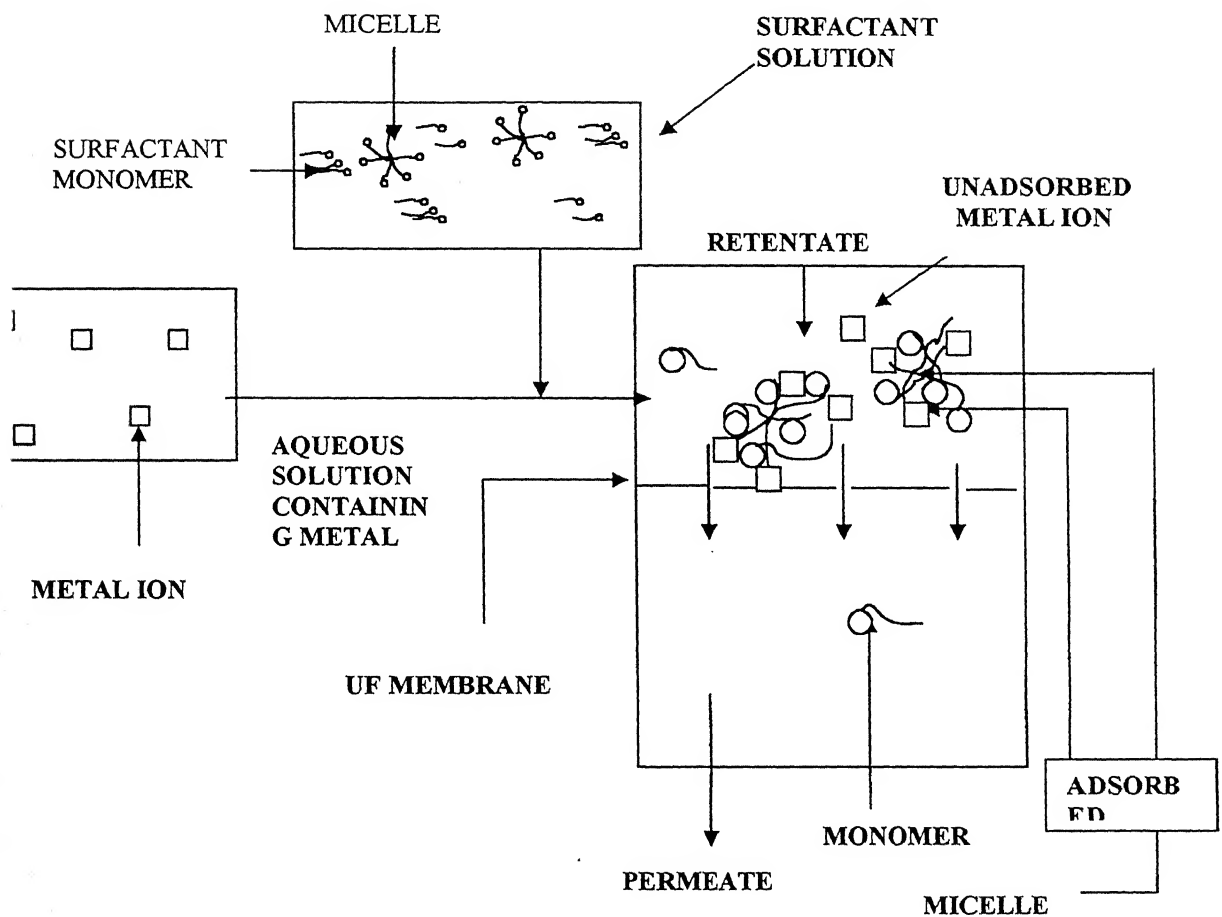 MICELLE
SURFACTANT
SOLUTION
SURFACTANT
MONOMER
UNADSORBED
METAL ION
RETENTATE
AQUEOUS
SOLUTION
CONTAININ
G METAL
METAL ION
UF MEMBRANE
ADSORB
ED
MONOMER
PERMEATE
MICELLE